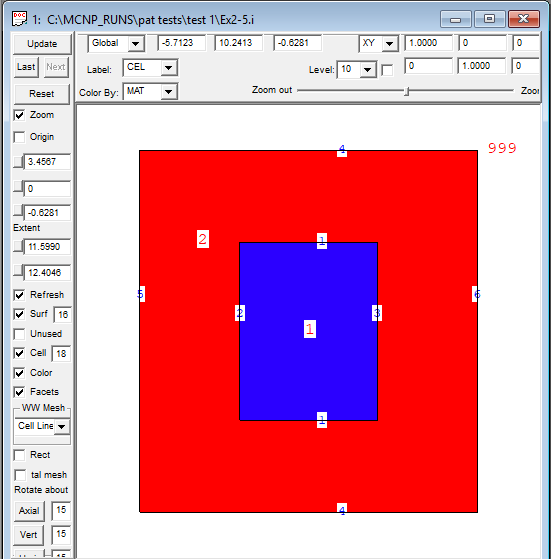 1: C:\MCNP_RUNS\pat tests\test 1\Ex2-5.i
Update
Global -5.7123 10.2413 -0.6281 XY 1.0000 0 0
Last Next
Label: CEL Level: 10 0 1.0000 0
Reset
Color By: MAT Zoom out Zoo
Zoom
Origin
3.4567
0
-0.6281
Extent
11.5990
12.4046
Refresh
Surf 16
Unused
Cell 18
Color
Facets
WW Mesh
Cell Line
Rect
tal mesh
Rotate about
Axial 15
Vert 15
15
4 999
2 1
5 2 3 6
1
1
4